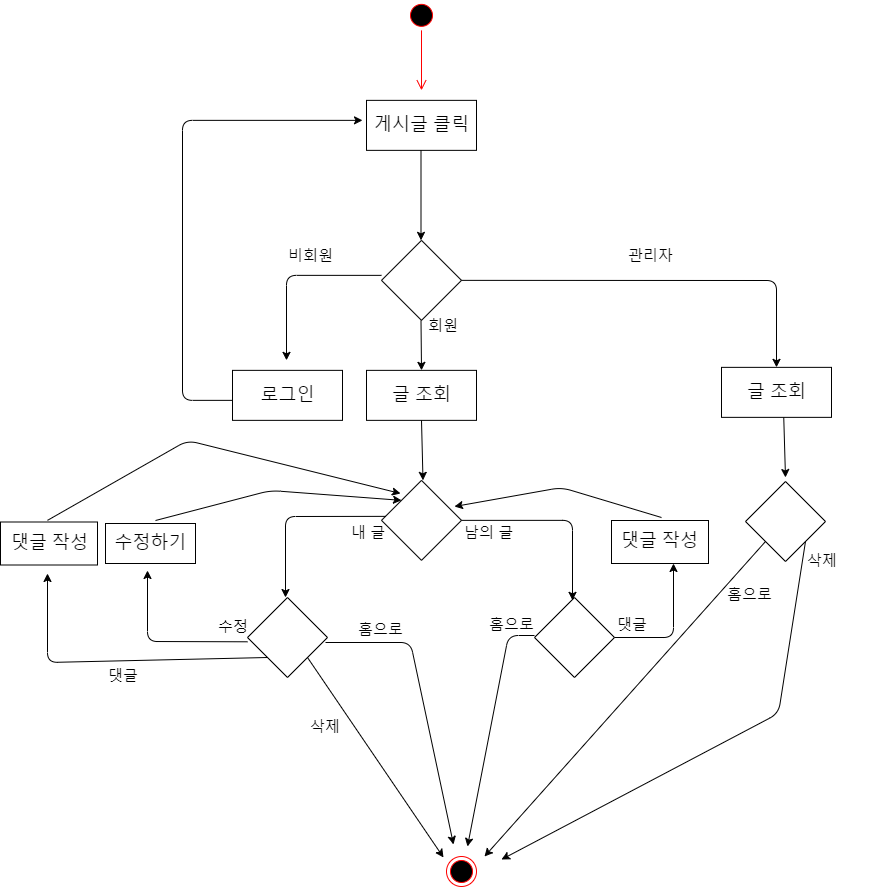 게시글 클릭
비회원
관리자
회원
로그인
글 조회
글 조회
댓글 작성
수정하기
내 글
남의 글
댓글 작성
삭제
홈으로
수정
홈으로
홈으로
댓글
댓글
삭제